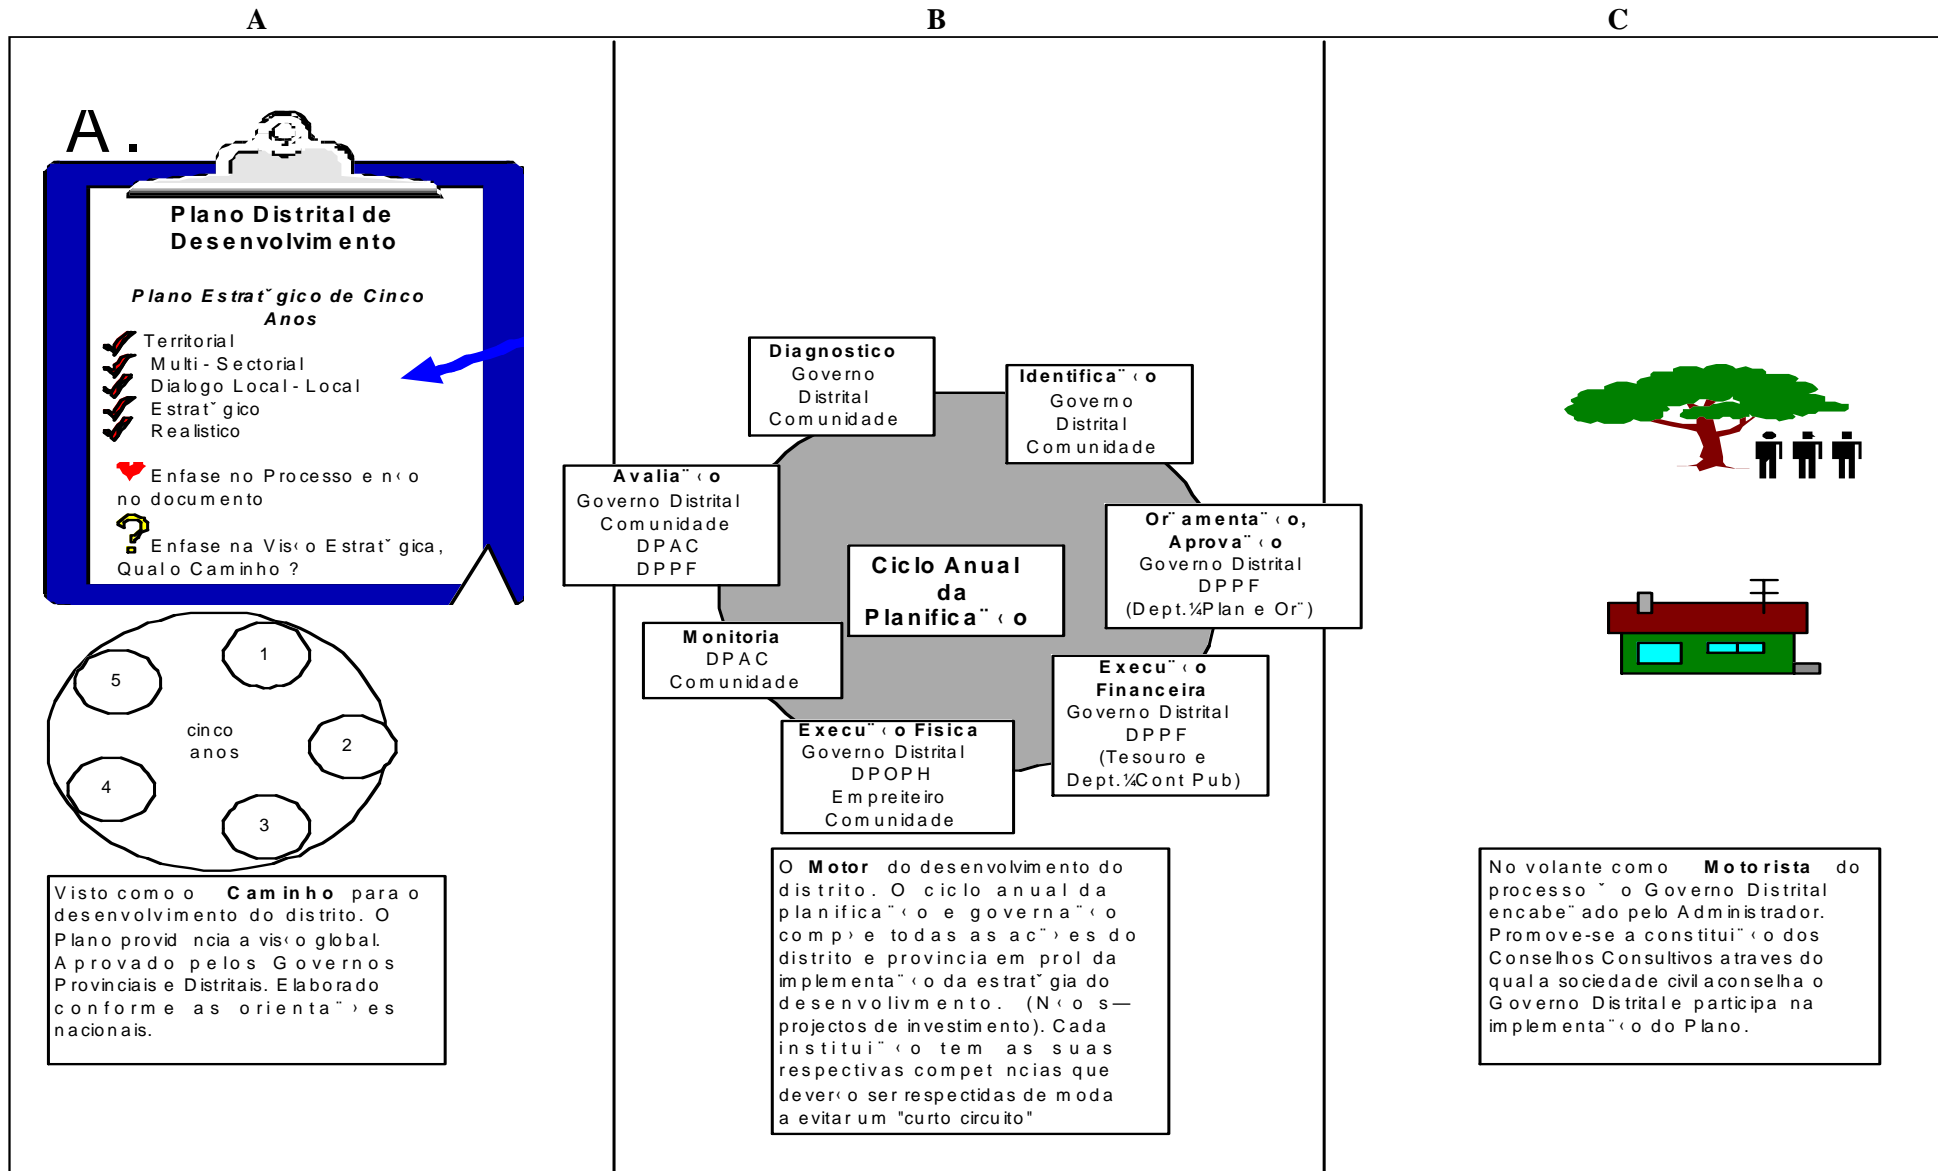 A
B
C
A.
Plano Distrital de
Desenvolvimento
Plano Estratˇgico de Cinco
Anos
Territorial
Multi - Sectorial
Dialogo Local - Local
Estratˇgico
Realistico
Enfase no Processo e n‹o
no documento
Enfase na Vis‹o Estratˇgica,
Qual o Caminho ?
1
2
3
4
5
cinco
anos
Visto como o Caminho para o
desenvolvimento do distrito. O
Plano provid ncia a vis‹o global.
Aprovado pelos Governos
Provinciais e Distritais. Elaborado
conforme as orienta¨›es
nacionais.
Diagnostico
Governo
Distrital
Comunidade
Identifica¨‹o
Governo
Distrital
Comunidade
Avalia¨‹o
Governo Distrital
Comunidade
DPAC
DPPF
Or¨amenta¨‹o,
Aprova¨‹o
Governo Distrital
DPPF
(Dept.¼Plan e Or¨)
Ciclo Anual
da
Planifica¨‹o
Monitoria
DPAC
Comunidade
Execu¨‹o
Financeira
Governo Distrital
DPPF
(Tesouro e
Dept.¼Cont Pub)
Execu¨‹o Fisica
Governo Distrital
DPOPH
Empreiteiro
Comunidade
O Motor do desenvolvimento do
distrito. O ciclo anual da
planifica¨‹o e governa¨‹o
comp›e todas as ac¨›es do
distrito e provincia em prol da
implementa¨‹o da estratˇgia do
desenvolivmento. (N‹o s—
projectos de investimento). Cada
institui¨‹o tem as suas
respectivas compet ncias que
dever‹o ser respectidas de moda
a evitar um "curto circuito"
No volante como Motorista do
processo ˇ o Governo Distrital
encabe¨ado pelo Administrador.
Promove-se a constitui¨‹o dos
Conselhos Consultivos atraves do
qual a sociedade civil aconselha o
Governo Distrital e participa na
implementa¨‹o do Plano.